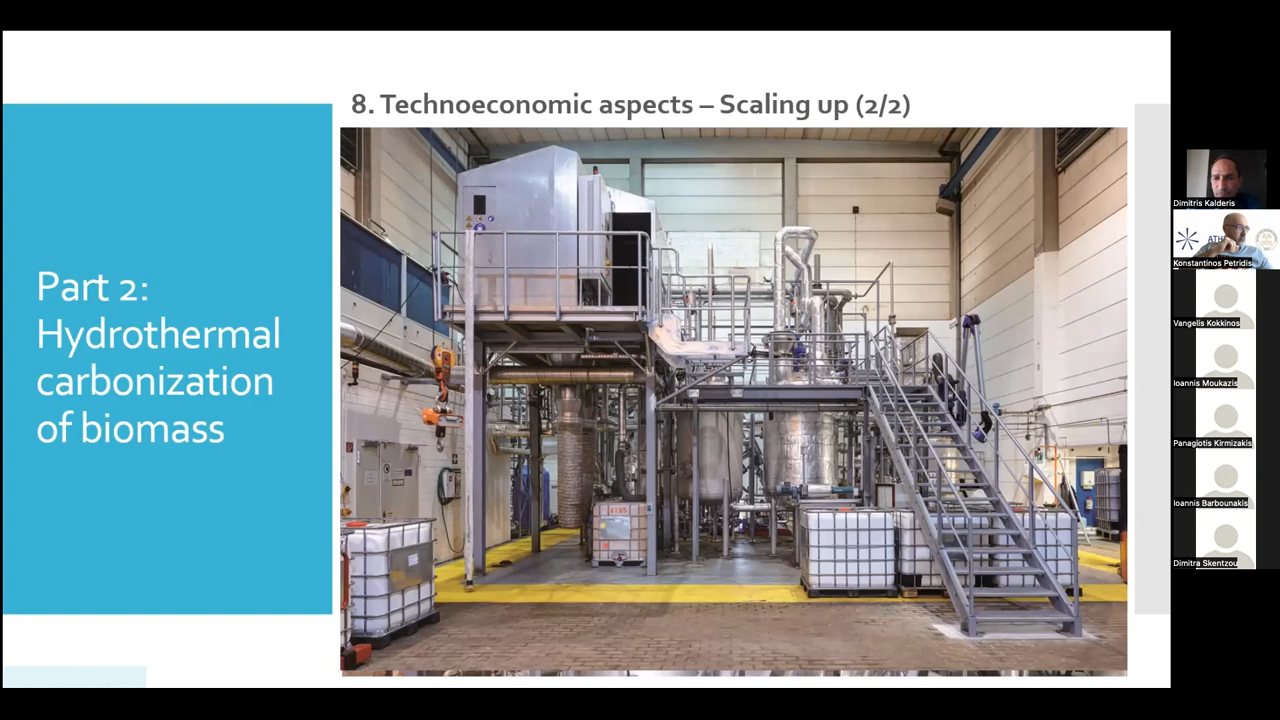 8. Technoeconomic aspects – Scaling up (2/2)
Part 2:
Hydrothermal
carbonization
of biomass
Dimitris Kalderis
ATH
Konstantinos Petridis
Vangelis Kokkinos
Ioannis Moukazis
Panagiotis Kirmizakis
Ioannis Barbounakis
Dimitra Skentzou